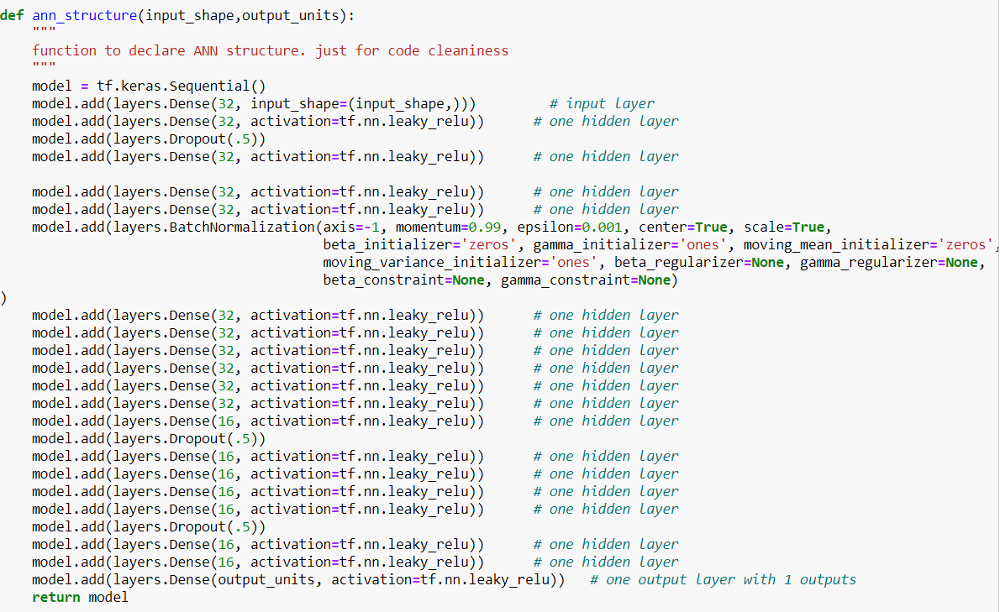 def ann_structure(input_shape,output_units):
    """
    function to declare ANN structure. just for code cleaniness
    """
    model = tf.keras.Sequential()
    model.add(layers.Dense(32, input_shape=(input_shape,)))         # input layer
    model.add(layers.Dense(32, activation=tf.nn.leaky_relu))      # one hidden layer
    model.add(layers.Dropout(.5))
    model.add(layers.Dense(32, activation=tf.nn.leaky_relu))      # one hidden layer

    model.add(layers.Dense(32, activation=tf.nn.leaky_relu))      # one hidden layer
    model.add(layers.Dense(32, activation=tf.nn.leaky_relu))      # one hidden layer
    model.add(layers.BatchNormalization(axis=-1, momentum=0.99, epsilon=0.001, center=True, scale=True,
                                        beta_initializer='zeros', gamma_initializer='ones', moving_mean_initializer='zeros',
                                        moving_variance_initializer='ones', beta_regularizer=None, gamma_regularizer=None,
                                        beta_constraint=None, gamma_constraint=None)
)
    model.add(layers.Dense(32, activation=tf.nn.leaky_relu))      # one hidden layer
    model.add(layers.Dense(32, activation=tf.nn.leaky_relu))      # one hidden layer
    model.add(layers.Dense(32, activation=tf.nn.leaky_relu))      # one hidden layer
    model.add(layers.Dense(32, activation=tf.nn.leaky_relu))      # one hidden layer
    model.add(layers.Dense(32, activation=tf.nn.leaky_relu))      # one hidden layer
    model.add(layers.Dense(32, activation=tf.nn.leaky_relu))      # one hidden layer
    model.add(layers.Dense(16, activation=tf.nn.leaky_relu))      # one hidden layer
    model.add(layers.Dropout(.5))
    model.add(layers.Dense(16, activation=tf.nn.leaky_relu))      # one hidden layer
    model.add(layers.Dense(16, activation=tf.nn.leaky_relu))      # one hidden layer
    model.add(layers.Dense(16, activation=tf.nn.leaky_relu))      # one hidden layer
    model.add(layers.Dense(16, activation=tf.nn.leaky_relu))      # one hidden layer
    model.add(layers.Dropout(.5))
    model.add(layers.Dense(16, activation=tf.nn.leaky_relu))      # one hidden layer
    model.add(layers.Dense(16, activation=tf.nn.leaky_relu))      # one hidden layer
    model.add(layers.Dense(output_units, activation=tf.nn.leaky_relu))   # one output layer with 1 outputs
    return model